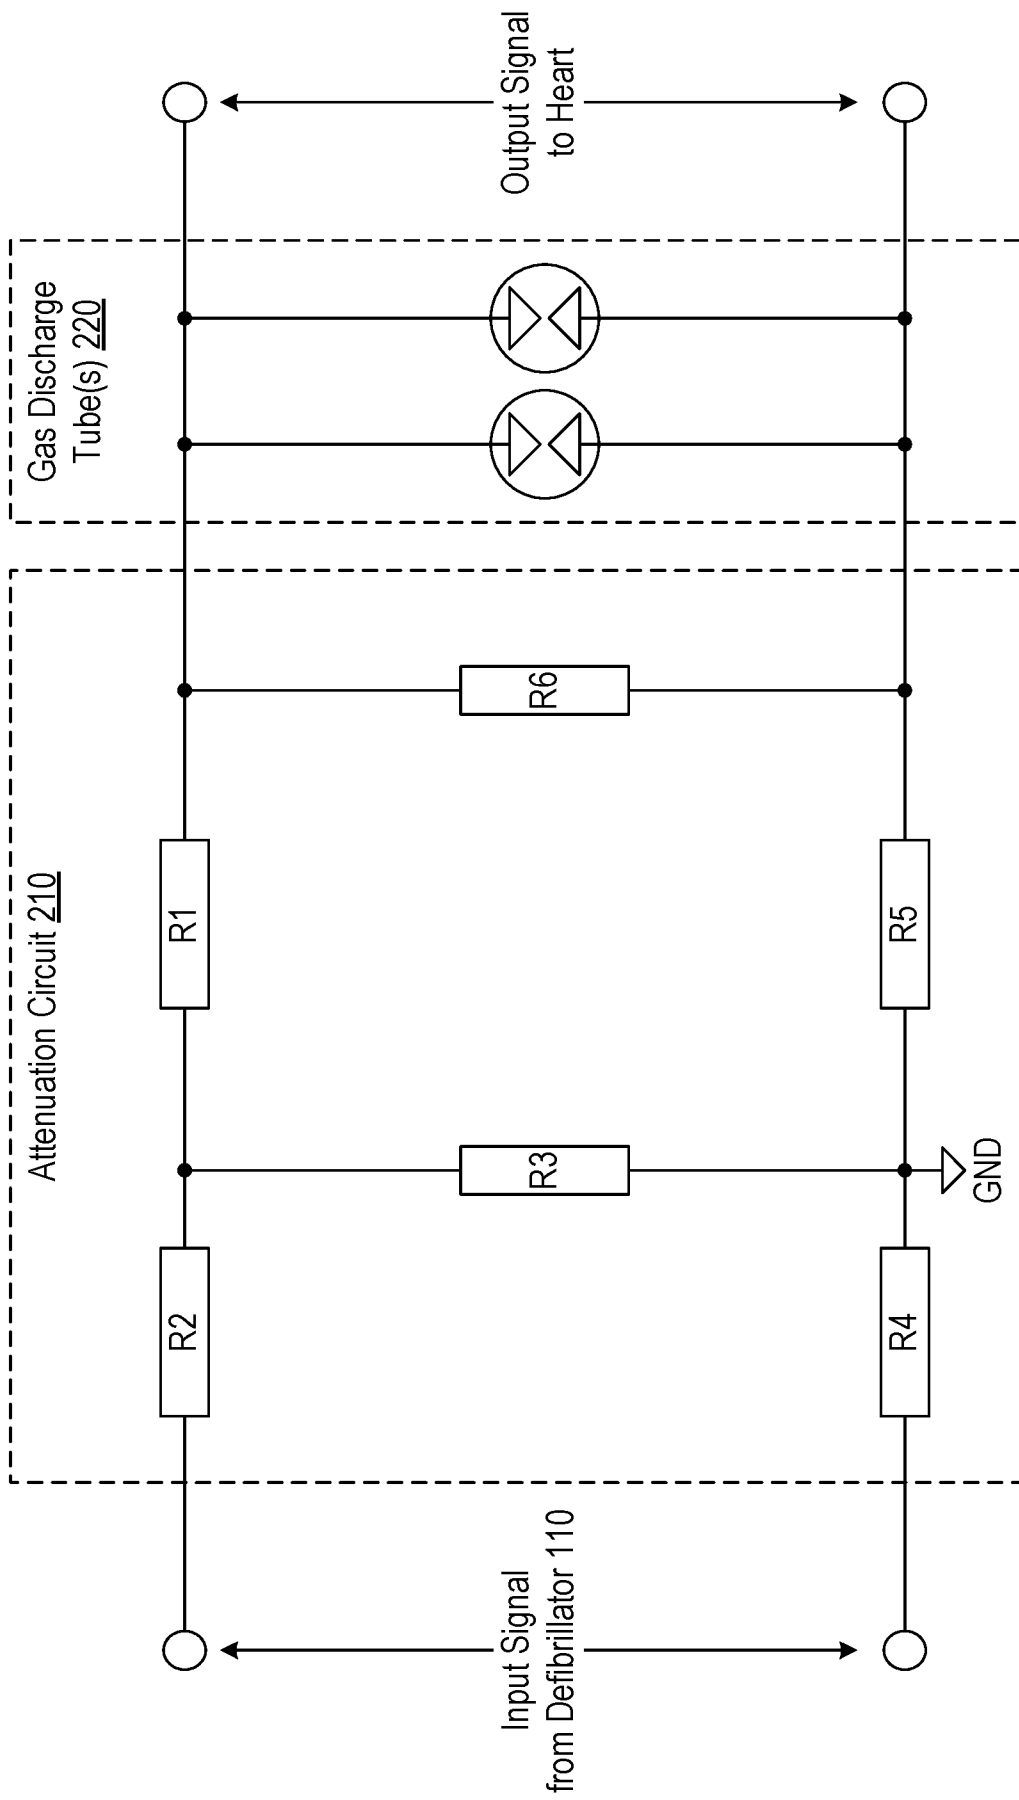 Attenuation Circuit 210
Gas Discharge
Tube(s) 220
R2
R1
Input Signal
from Defibrillator 110
R3
R6
Output Signal
to Heart
R4
R5
GND